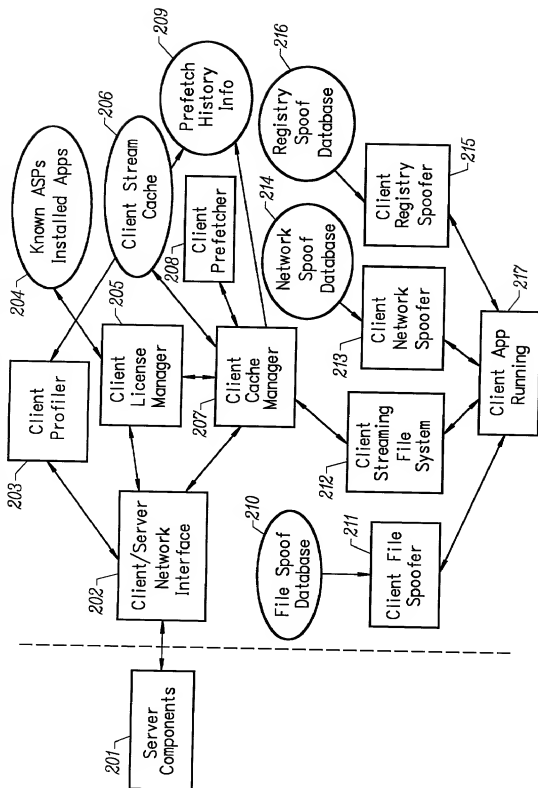 201
Server
Components
202
Client/Server
Network
Interface
203
Client
Profiler
204
Known ASPs
Installed Apps
205
Client
License
Manager
206
Client Stream
Cache
207
Client
Cache
Manager
208
Client
Prefetcher
209
Prefetch
History
Info
210
File Spoof
Database
211
Client File
Spoofer
212
Client
Streaming
File
System
213
Client
Network
Spoofer
214
Network
Spoof
Database
215
Client
Registry
Spoofer
216
Registry
Spoof
Database
217
Client App
Running